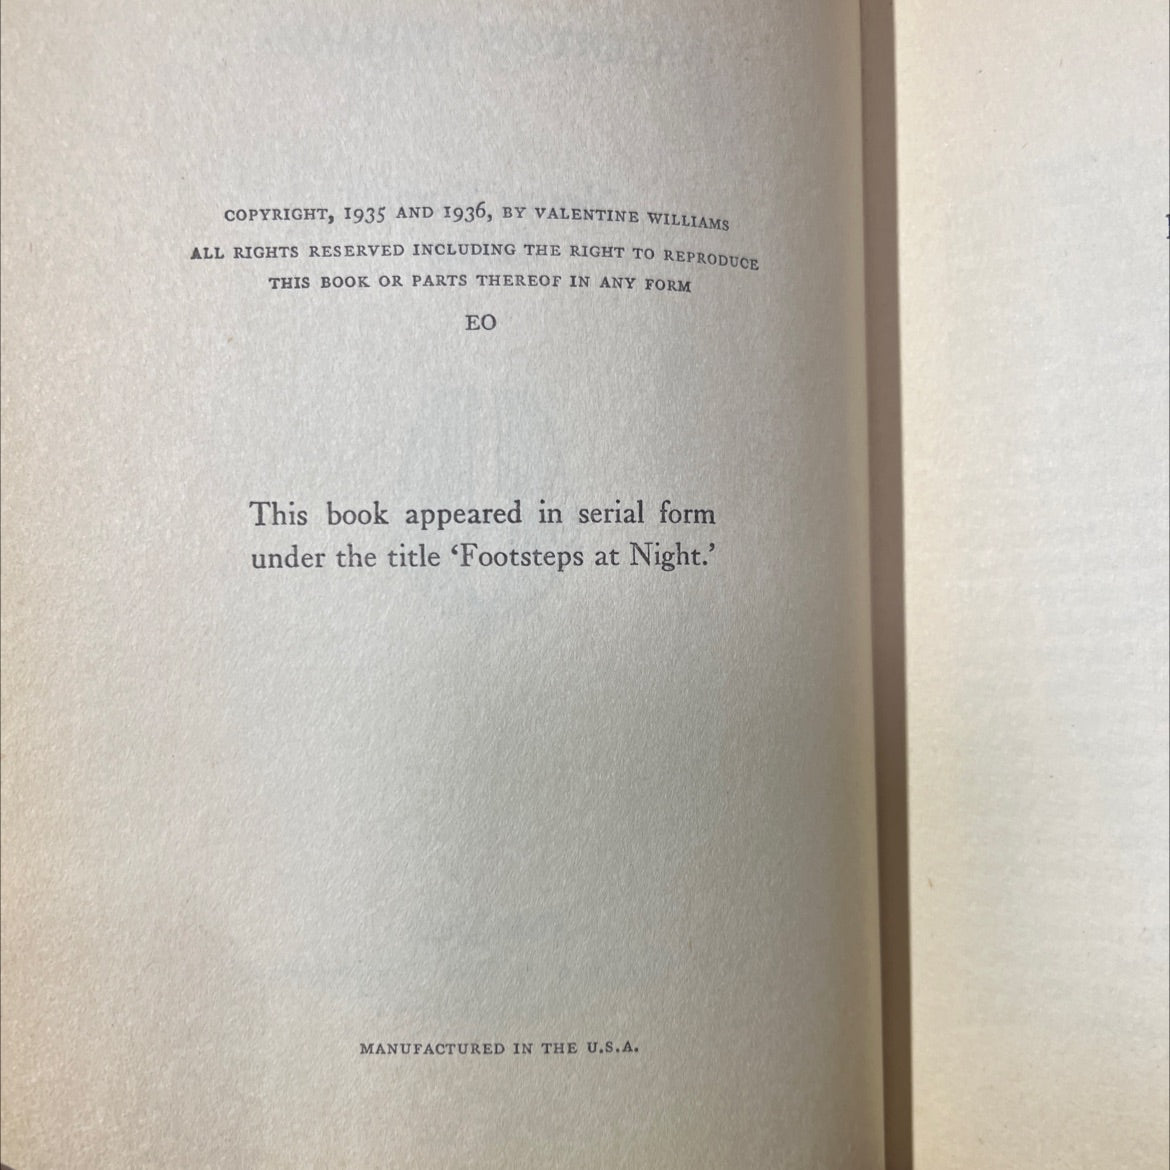 COPYRIGHT, 1935 AND 1936, BY VALENTINE WILLIAMS
ALL RIGHTS RESERVED INCLUDING THE RIGHT TO REPRODUCE
THIS BOOK OR PARTS THEREOF IN ANY FORM
EO
This book appeared in serial form
under the title ‘Footsteps at Night.’
MANUFACTURED IN THE U.S.A.